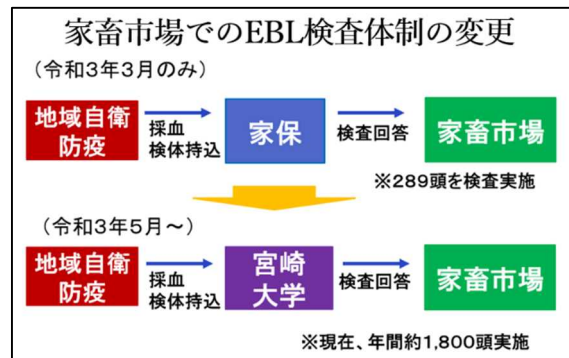 家畜市場でのEBL検査体制の変更
（令和3年3月のみ）
地域自衛
防疫
採血
検体持込
家保
検査回答
家畜市場
※289頭を検査実施
（令和3年5月～）
地域自衛
防疫
採血
検体持込
宮崎
大学
検査回答
家畜市場
※現在、年間約1,800頭実施